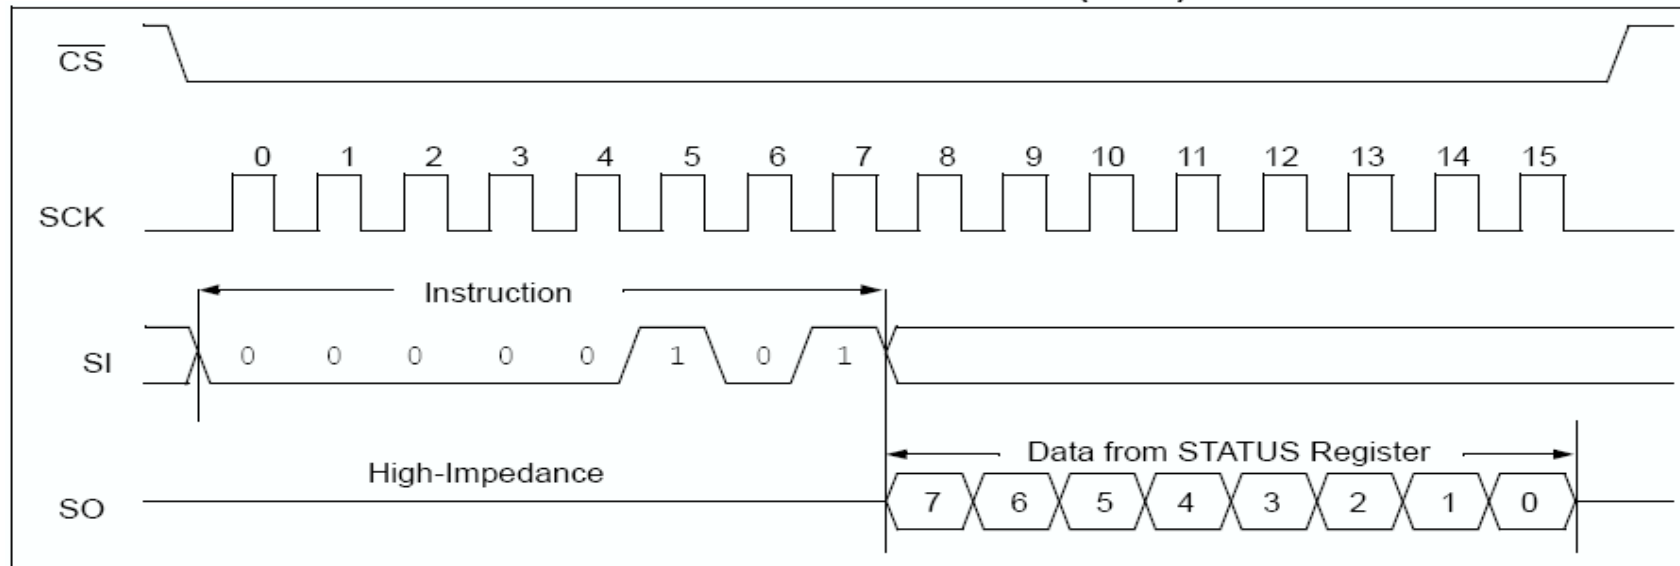 CS
0 1 2 3 4 5 6 7 8 9 10 11 12 13 14 15
SCK
Instruction
SI 0 0 0 0 0 1 0 1
Data from STATUS Register
High-Impedance
SO 7 6 5 4 3 2 1 0